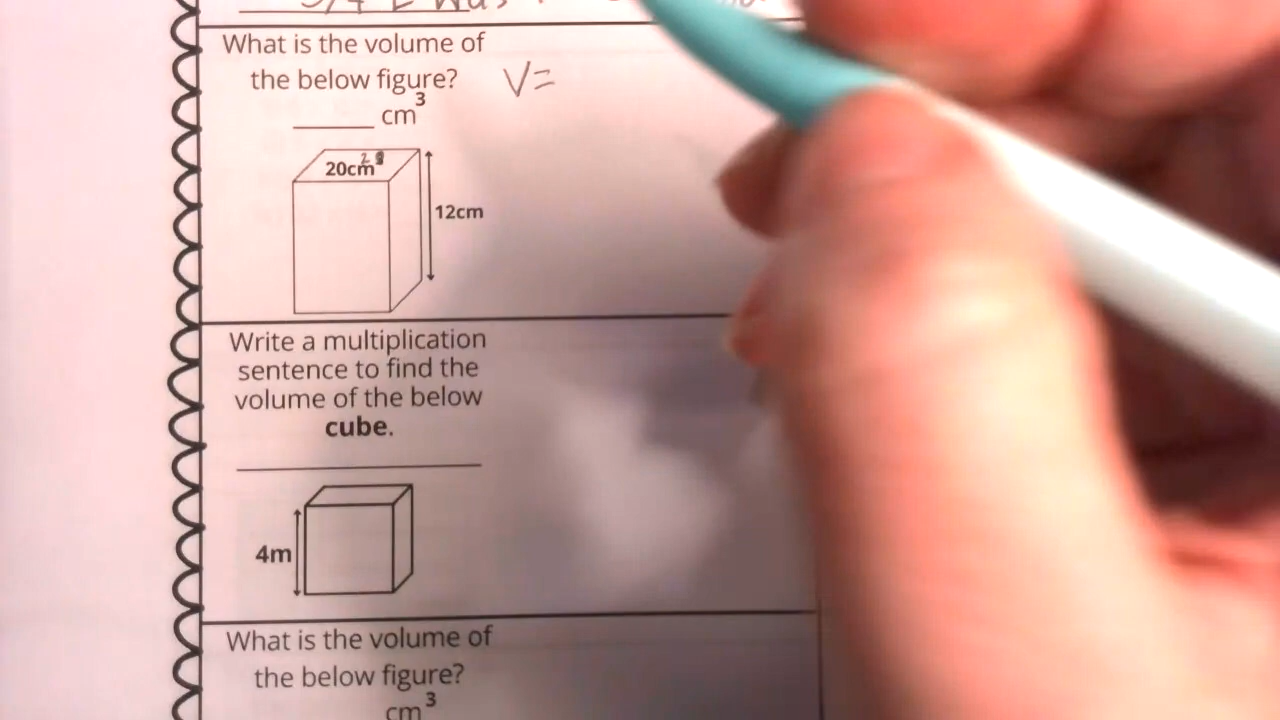 What is the volume of
the below figure? V=
____ cm³
20cm²
12cm
Write a multiplication
sentence to find the
volume of the below
cube.
4m
What is the volume of
the below figure?
cm³